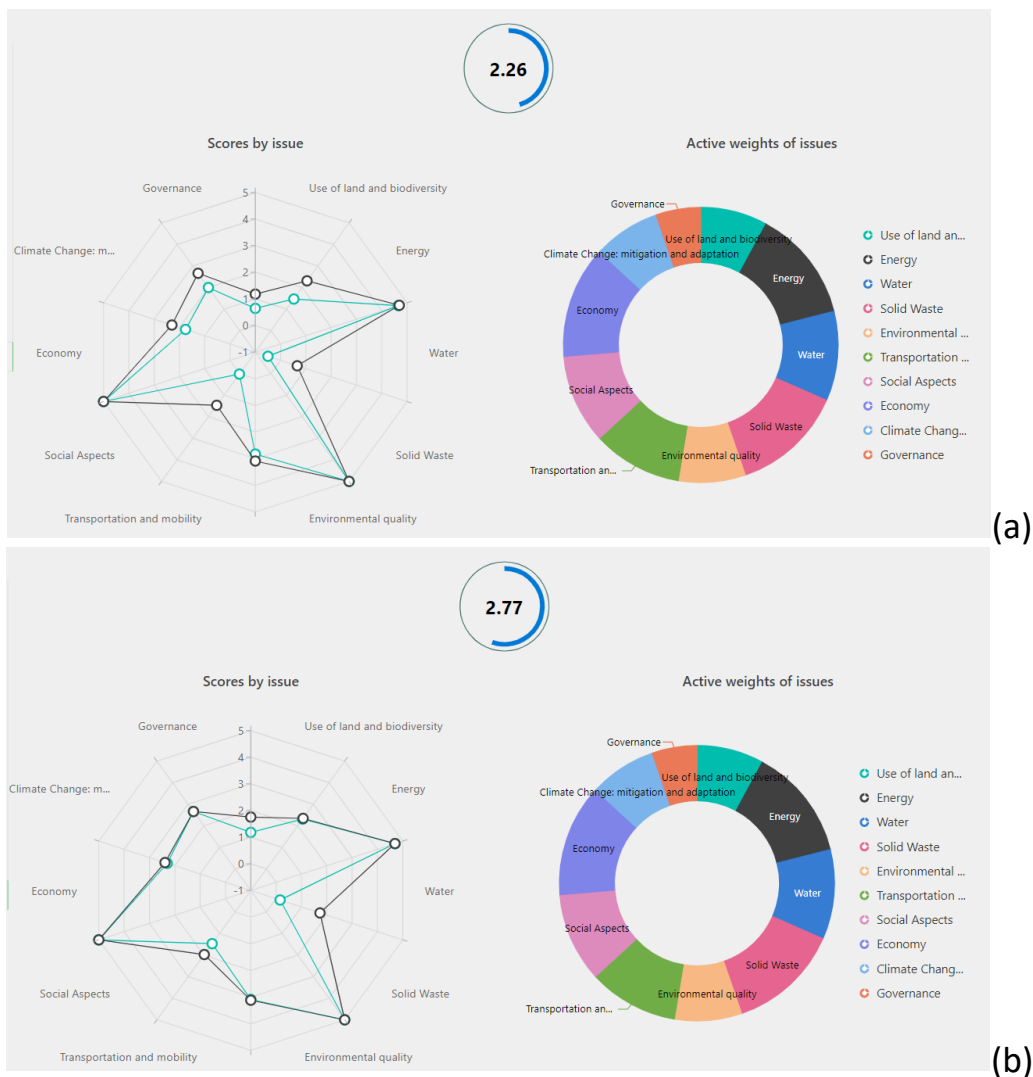 2.26
Scores by issue
Active weights of issues
Governance
5
Use of land and biodiversity
4
Climate Change: m...
3
Energy
2
1
Economy
0
Water
-1
Social Aspects
Solid Waste
Transportation and mobility
Environmental quality
Governance
Use of land and biodiversity
Climate Change: mitigation and adaptation
Energy
Economy
Water
Social Aspects
Solid Waste
Environmental quality
Transportation an...
Use of land an...
Energy
Water
Solid Waste
Environmental ...
Transportation ...
Social Aspects
Economy
Climate Chang...
Governance
(a)
2.77
Scores by issue
Active weights of issues
Governance
5
Use of land and biodiversity
4
Climate Change: m...
3
Energy
2
1
Economy
0
Water
-1
Social Aspects
Solid Waste
Transportation and mobility
Environmental quality
Governance
Use of land and biodiversity
Climate Change: mitigation and adaptation
Energy
Economy
Water
Social Aspects
Solid Waste
Environmental quality
Transportation an...
Use of land an...
Energy
Water
Solid Waste
Environmental ...
Transportation ...
Social Aspects
Economy
Climate Chang...
Governance
(b)